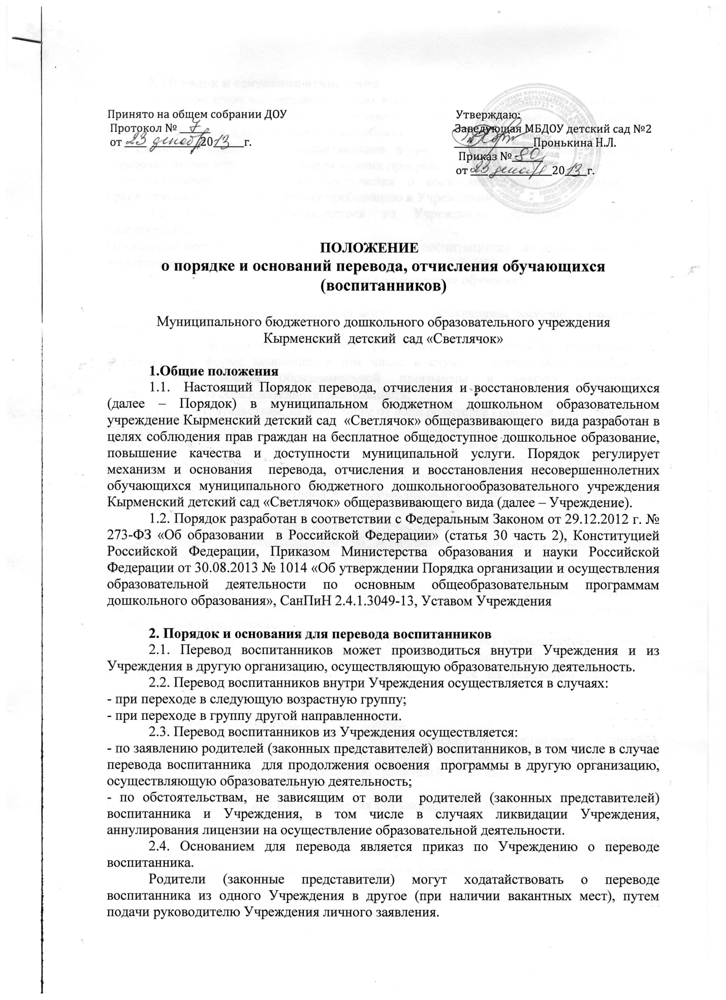 Принято на общем собрании ДОУ
Протокол № 7
от 23 декабр 2013 г.
Утверждаю:
Заведующая МБДОУ детский сад №2
Пронькина Н.Л.
Приказ № 80
от 23 декабр 2013 г.
ПОЛОЖЕНИЕ
о порядке и оснований перевода, отчисления обучающихся
(воспитанников)
Муниципального бюджетного дошкольного образовательного учреждения
Кырменский детский сад «Светлячок»
1.Общие положения
1.1. Настоящий Порядок перевода, отчисления и восстановления обучающихся
(далее – Порядок) в муниципальном бюджетном дошкольном образовательном
учреждение Кырменский детский сад «Светлячок» общеразвивающего вида разработан в
целях соблюдения прав граждан на бесплатное общедоступное дошкольное образование,
повышение качества и доступности муниципальной услуги. Порядок регулирует
механизм и основания перевода, отчисления и восстановления несовершеннолетних
обучающихся муниципального бюджетного дошкольногообразовательного учреждения
Кырменский детский сад «Светлячок» общеразвивающего вида (далее – Учреждение).
1.2. Порядок разработан в соответствии с Федеральным Законом от 29.12.2012 г. №
273-ФЗ «Об образовании в Российской Федерации» (статья 30 часть 2), Конституцией
Российской Федерации, Приказом Министерства образования и науки Российской
Федерации от 30.08.2013 № 1014 «Об утверждении Порядка организации и осуществления
образовательной деятельности по основным общеобразовательным программам
дошкольного образования», СанПиН 2.4.1.3049-13, Уставом Учреждения
2. Порядок и основания для перевода воспитанников
2.1. Перевод воспитанников может производиться внутри Учреждения и из
Учреждения в другую организацию, осуществляющую образовательную деятельность.
2.2. Перевод воспитанников внутри Учреждения осуществляется в случаях:
- при переходе в следующую возрастную группу;
- при переходе в группу другой направленности.
2.3. Перевод воспитанников из Учреждения осуществляется:
- по заявлению родителей (законных представителей) воспитанников, в том числе в случае
перевода воспитанника для продолжения освоения программы в другую организацию,
осуществляющую образовательную деятельность;
- по обстоятельствам, не зависящим от воли родителей (законных представителей)
воспитанника и Учреждения, в том числе в случаях ликвидации Учреждения,
аннулирования лицензии на осуществление образовательной деятельности.
2.4. Основанием для перевода является приказ по Учреждению о переводе
воспитанника.
Родители (законные представители) могут ходатайствовать о переводе
воспитанника из одного Учреждения в другое (при наличии вакантных мест), путем
подачи руководителю Учреждения личного заявления.